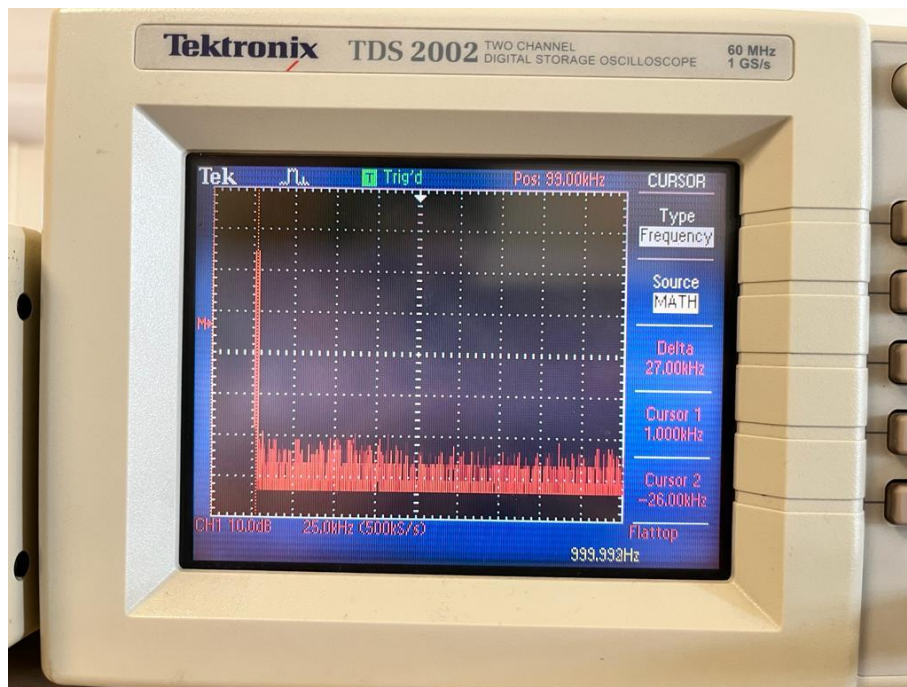 Tektronix TDS 2002 TWO CHANNEL DIGITAL STORAGE OSCILLOSCOPE 60 MHz 1 GS/s
Tek T Trig'd Pos: 99.00kHz CURSOR
Type
Frequency
Source
MATH
M
Delta
27.00kHz
Cursor 1
1.000kHz
Cursor 2
-26.00kHz
CH1 10.0dB 25.0kHz (500kS/s) Flattop
999.993Hz